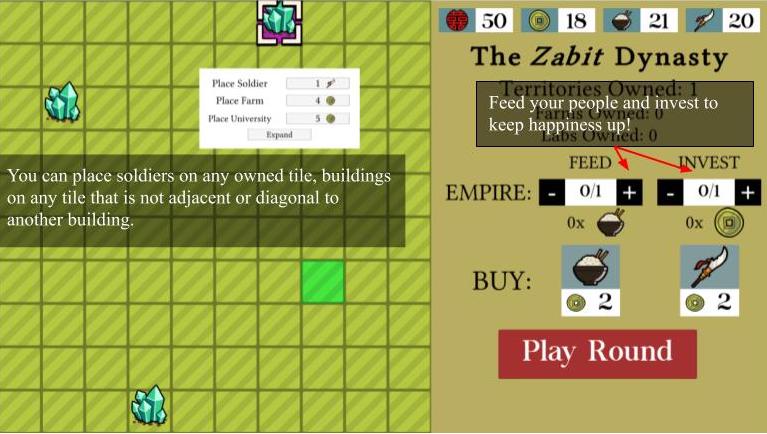 50 18 21 20
The Zabit Dynasty
Territories Owned: 1
Farms Owned: 0
Labs Owned: 0
Feed your people and invest to
keep happiness up!
Place Soldier 1
Place Farm 4
Place University 5
Expand
You can place soldiers on any owned tile, buildings
on any tile that is not adjacent or diagonal to
another building.
FEED INVEST
EMPIRE: - 0/1 + - 0/1 +
0x 0x
BUY:
2 2
Play Round